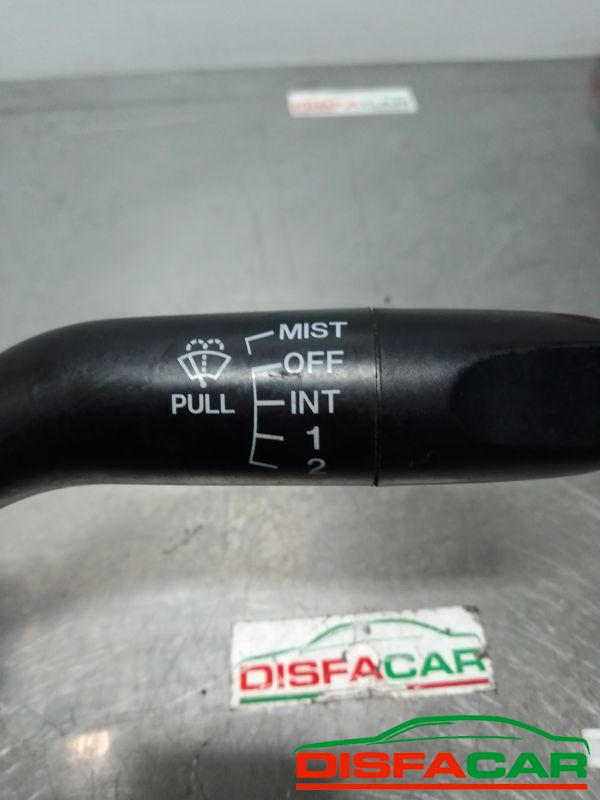 DISFACAR
MIST
OFF
PULL INT
1
2
DISFACAR
DISFACAR